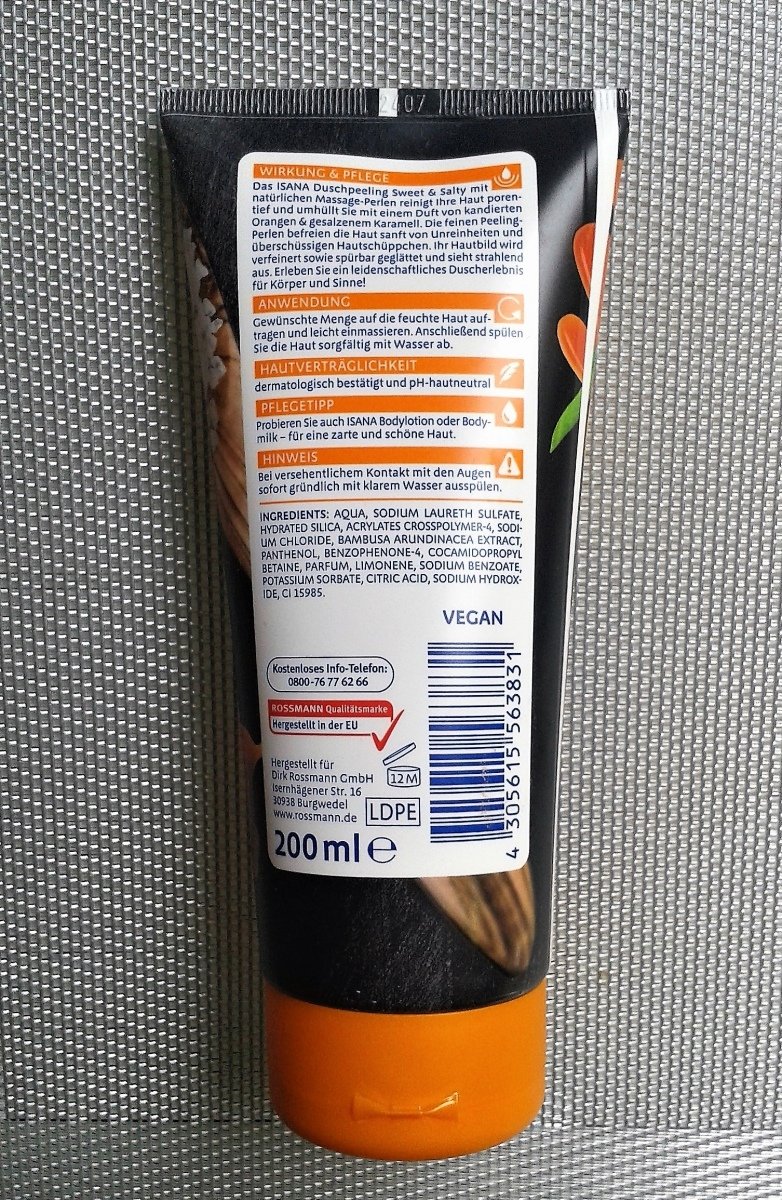 2407
WIRKUNG & PFLEGE
Das ISANA Duschpeeling Sweet & Salty mit
natürlichen Massage-Perlen reinigt Ihre Haut poren-
tief und umhüllt Sie mit einem Duft von kandierten
Orangen & gesalzenem Karamell. Die feinen Peeling-
Perlen befreien die Haut sanft von Unreinheiten und
überschüssigen Hautschüppchen. Ihr Hautbild wird
verfeinert sowie spürbar geglättet und sieht strahlend
aus. Erleben Sie ein leidenschaftliches Duscherlebnis
für Körper und Sinne!
ANWENDUNG
Gewünschte Menge auf die feuchte Haut auf-
tragen und leicht einmassieren. Anschließend spülen
Sie die Haut sorgfältig mit Wasser ab.
HAUTVERTRÄGLICHKEIT
dermatologisch bestätigt und pH-hautneutral
PFLEGETIPP
Probieren Sie auch ISANA Bodylotion oder Body-
milk – für eine zarte und schöne Haut.
HINWEIS
Bei versehentlichem Kontakt mit den Augen
sofort gründlich mit klarem Wasser ausspülen.
INGREDIENTS: AQUA, SODIUM LAURETH SULFATE,
HYDRATED SILICA, ACRYLATES CROSSPOLYMER-4, SODI-
UM CHLORIDE, BAMBUSA ARUNDINACEA EXTRACT,
PANTHENOL, BENZOPHENONE-4, COCAMIDOPROPYL
BETAINE, PARFUM, LIMONENE, SODIUM BENZOATE,
POTASSIUM SORBATE, CITRIC ACID, SODIUM HYDROX-
IDE, CI 15985.
VEGAN
Kostenloses Info-Telefon:
0800-76 77 62 66
ROSSMANN Qualitätsmarke
Hergestellt in der EU
Hergestellt für
Dirk Rossmann GmbH
Isernhägener Str. 16
30938 Burgwedel
www.rossmann.de
12 M
LDPE
200 ml e
4 305615 563831